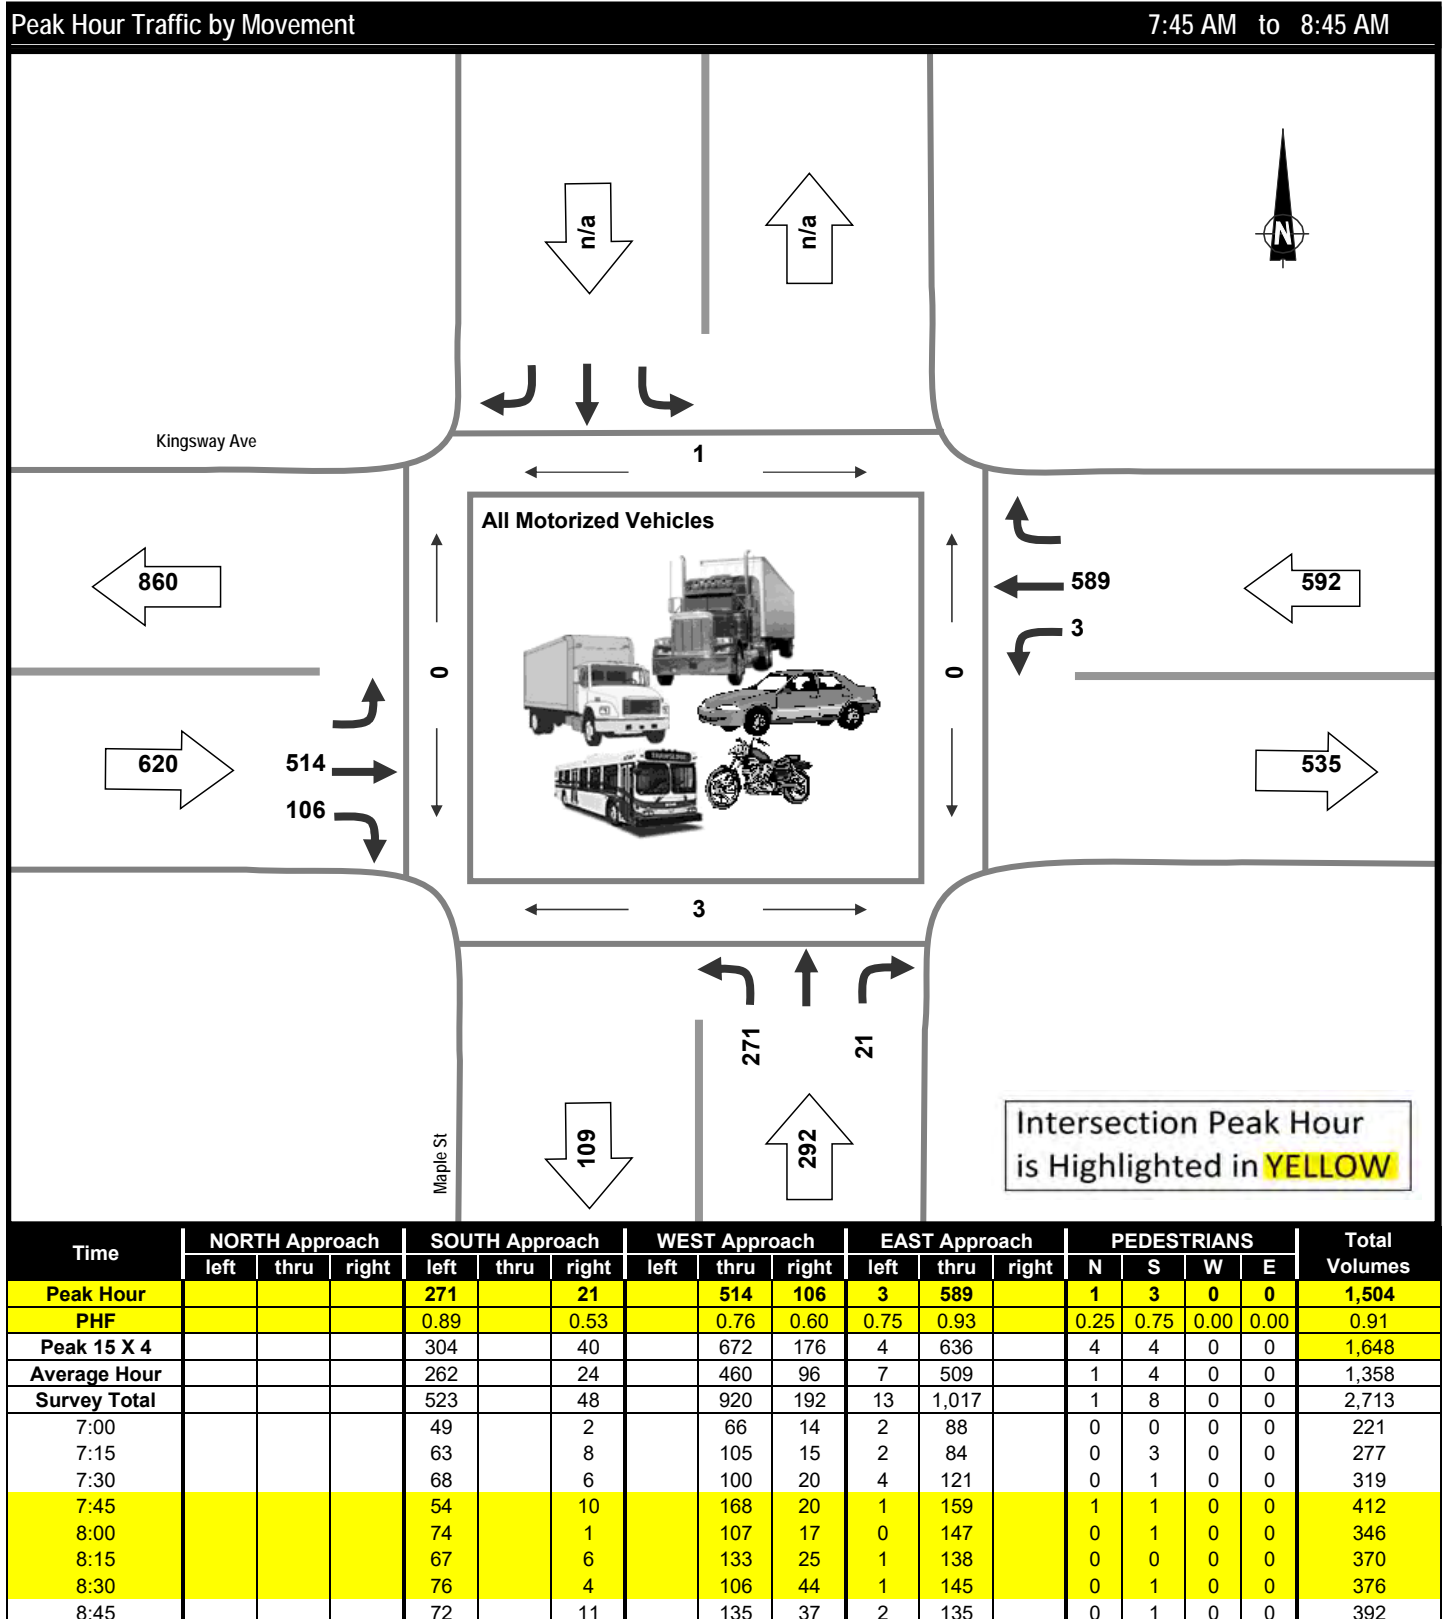 Peak Hour Traffic by Movement 7:45 AM to 8:45 AM
n/a n/a
N
Kingsway Ave
1
All Motorized Vehicles
860 589 592
3
0 0
620 514 535
106
3
271 21
Maple St 109 292
Intersection Peak Hour
is Highlighted in YELLOW
Time NORTH Approach SOUTH Approach WEST Approach EAST Approach PEDESTRIANS Total
left thru right left thru right left thru right left thru right N S W E Volumes
Peak Hour 271 21 514 106 3 589 1 3 0 0 1,504
PHF 0.89 0.53 0.76 0.60 0.75 0.93 0.25 0.75 0.00 0.00 0.91
Peak 15 X 4 304 40 672 176 4 636 4 4 0 0 1,648
Average Hour 262 24 460 96 7 509 1 4 0 0 1,358
Survey Total 523 48 920 192 13 1,017 1 8 0 0 2,713
7:00 49 2 66 14 2 88 0 0 0 0 221
7:15 63 8 105 15 2 84 0 3 0 0 277
7:30 68 6 100 20 4 121 0 1 0 0 319
7:45 54 10 168 20 1 159 1 1 0 0 412
8:00 74 1 107 17 0 147 0 1 0 0 346
8:15 67 6 133 25 1 138 0 0 0 0 370
8:30 76 4 106 44 1 145 0 1 0 0 376
8:45 72 11 135 37 2 135 0 1 0 0 392